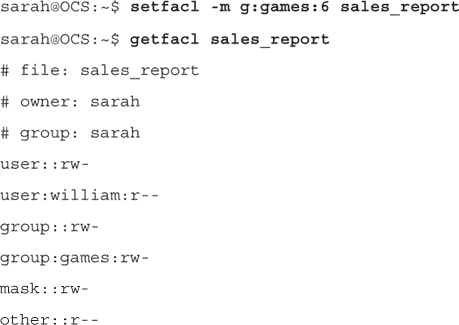 sarah@OCS:~$ setfacl -m g:games:6 sales_report
sarah@OCS:~$ getfacl sales_report
# file: sales_report
# owner: sarah
# group: sarah
user::rw-
user:william:r--
group::rw-
group:games:rw-
mask::rw-
other::r--